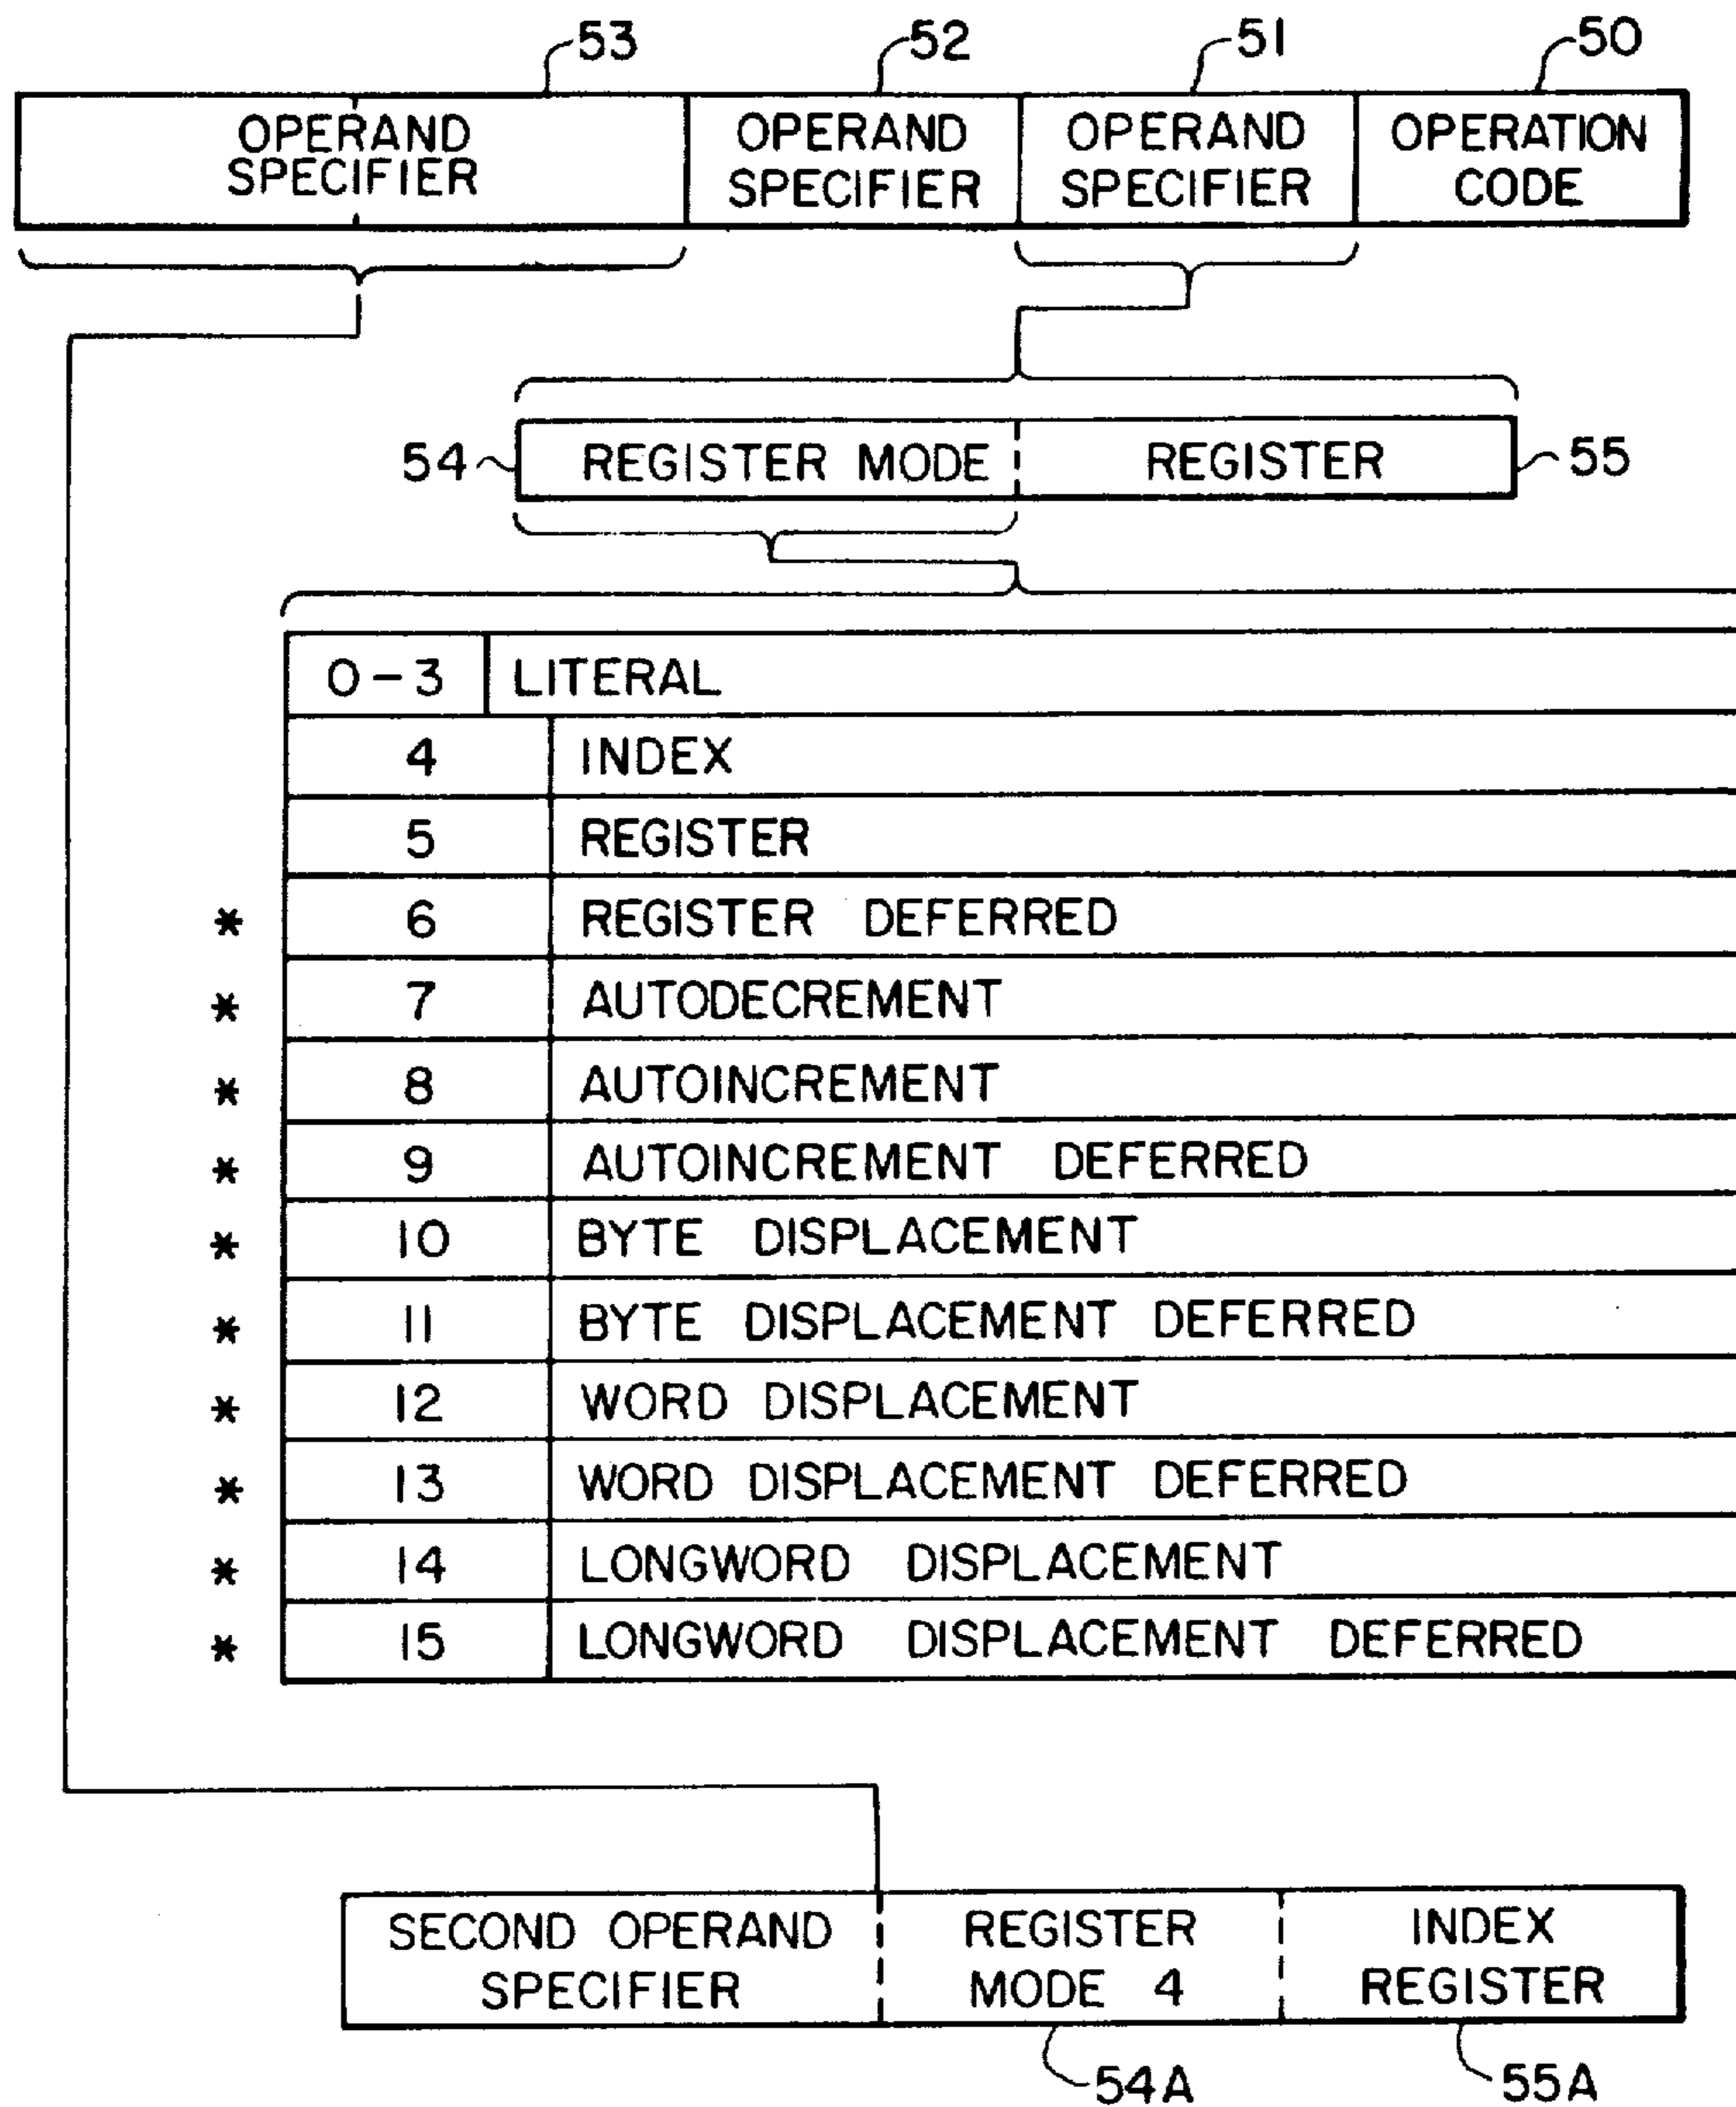 53 52 51 50
OPERAND SPECIFIER
OPERAND SPECIFIER
OPERAND SPECIFIER
OPERATION CODE
54 REGISTER MODE REGISTER 55
0-3 LITERAL
4 INDEX
5 REGISTER
* 6 REGISTER DEFERRED
* 7 AUTODECREMENT
* 8 AUTOINCREMENT
* 9 AUTOINCREMENT DEFERRED
* 10 BYTE DISPLACEMENT
* 11 BYTE DISPLACEMENT DEFERRED
* 12 WORD DISPLACEMENT
* 13 WORD DISPLACEMENT DEFERRED
* 14 LONGWORD DISPLACEMENT
* 15 LONGWORD DISPLACEMENT DEFERRED
SECOND OPERAND SPECIFIER
REGISTER MODE 4
INDEX REGISTER
54A 55A